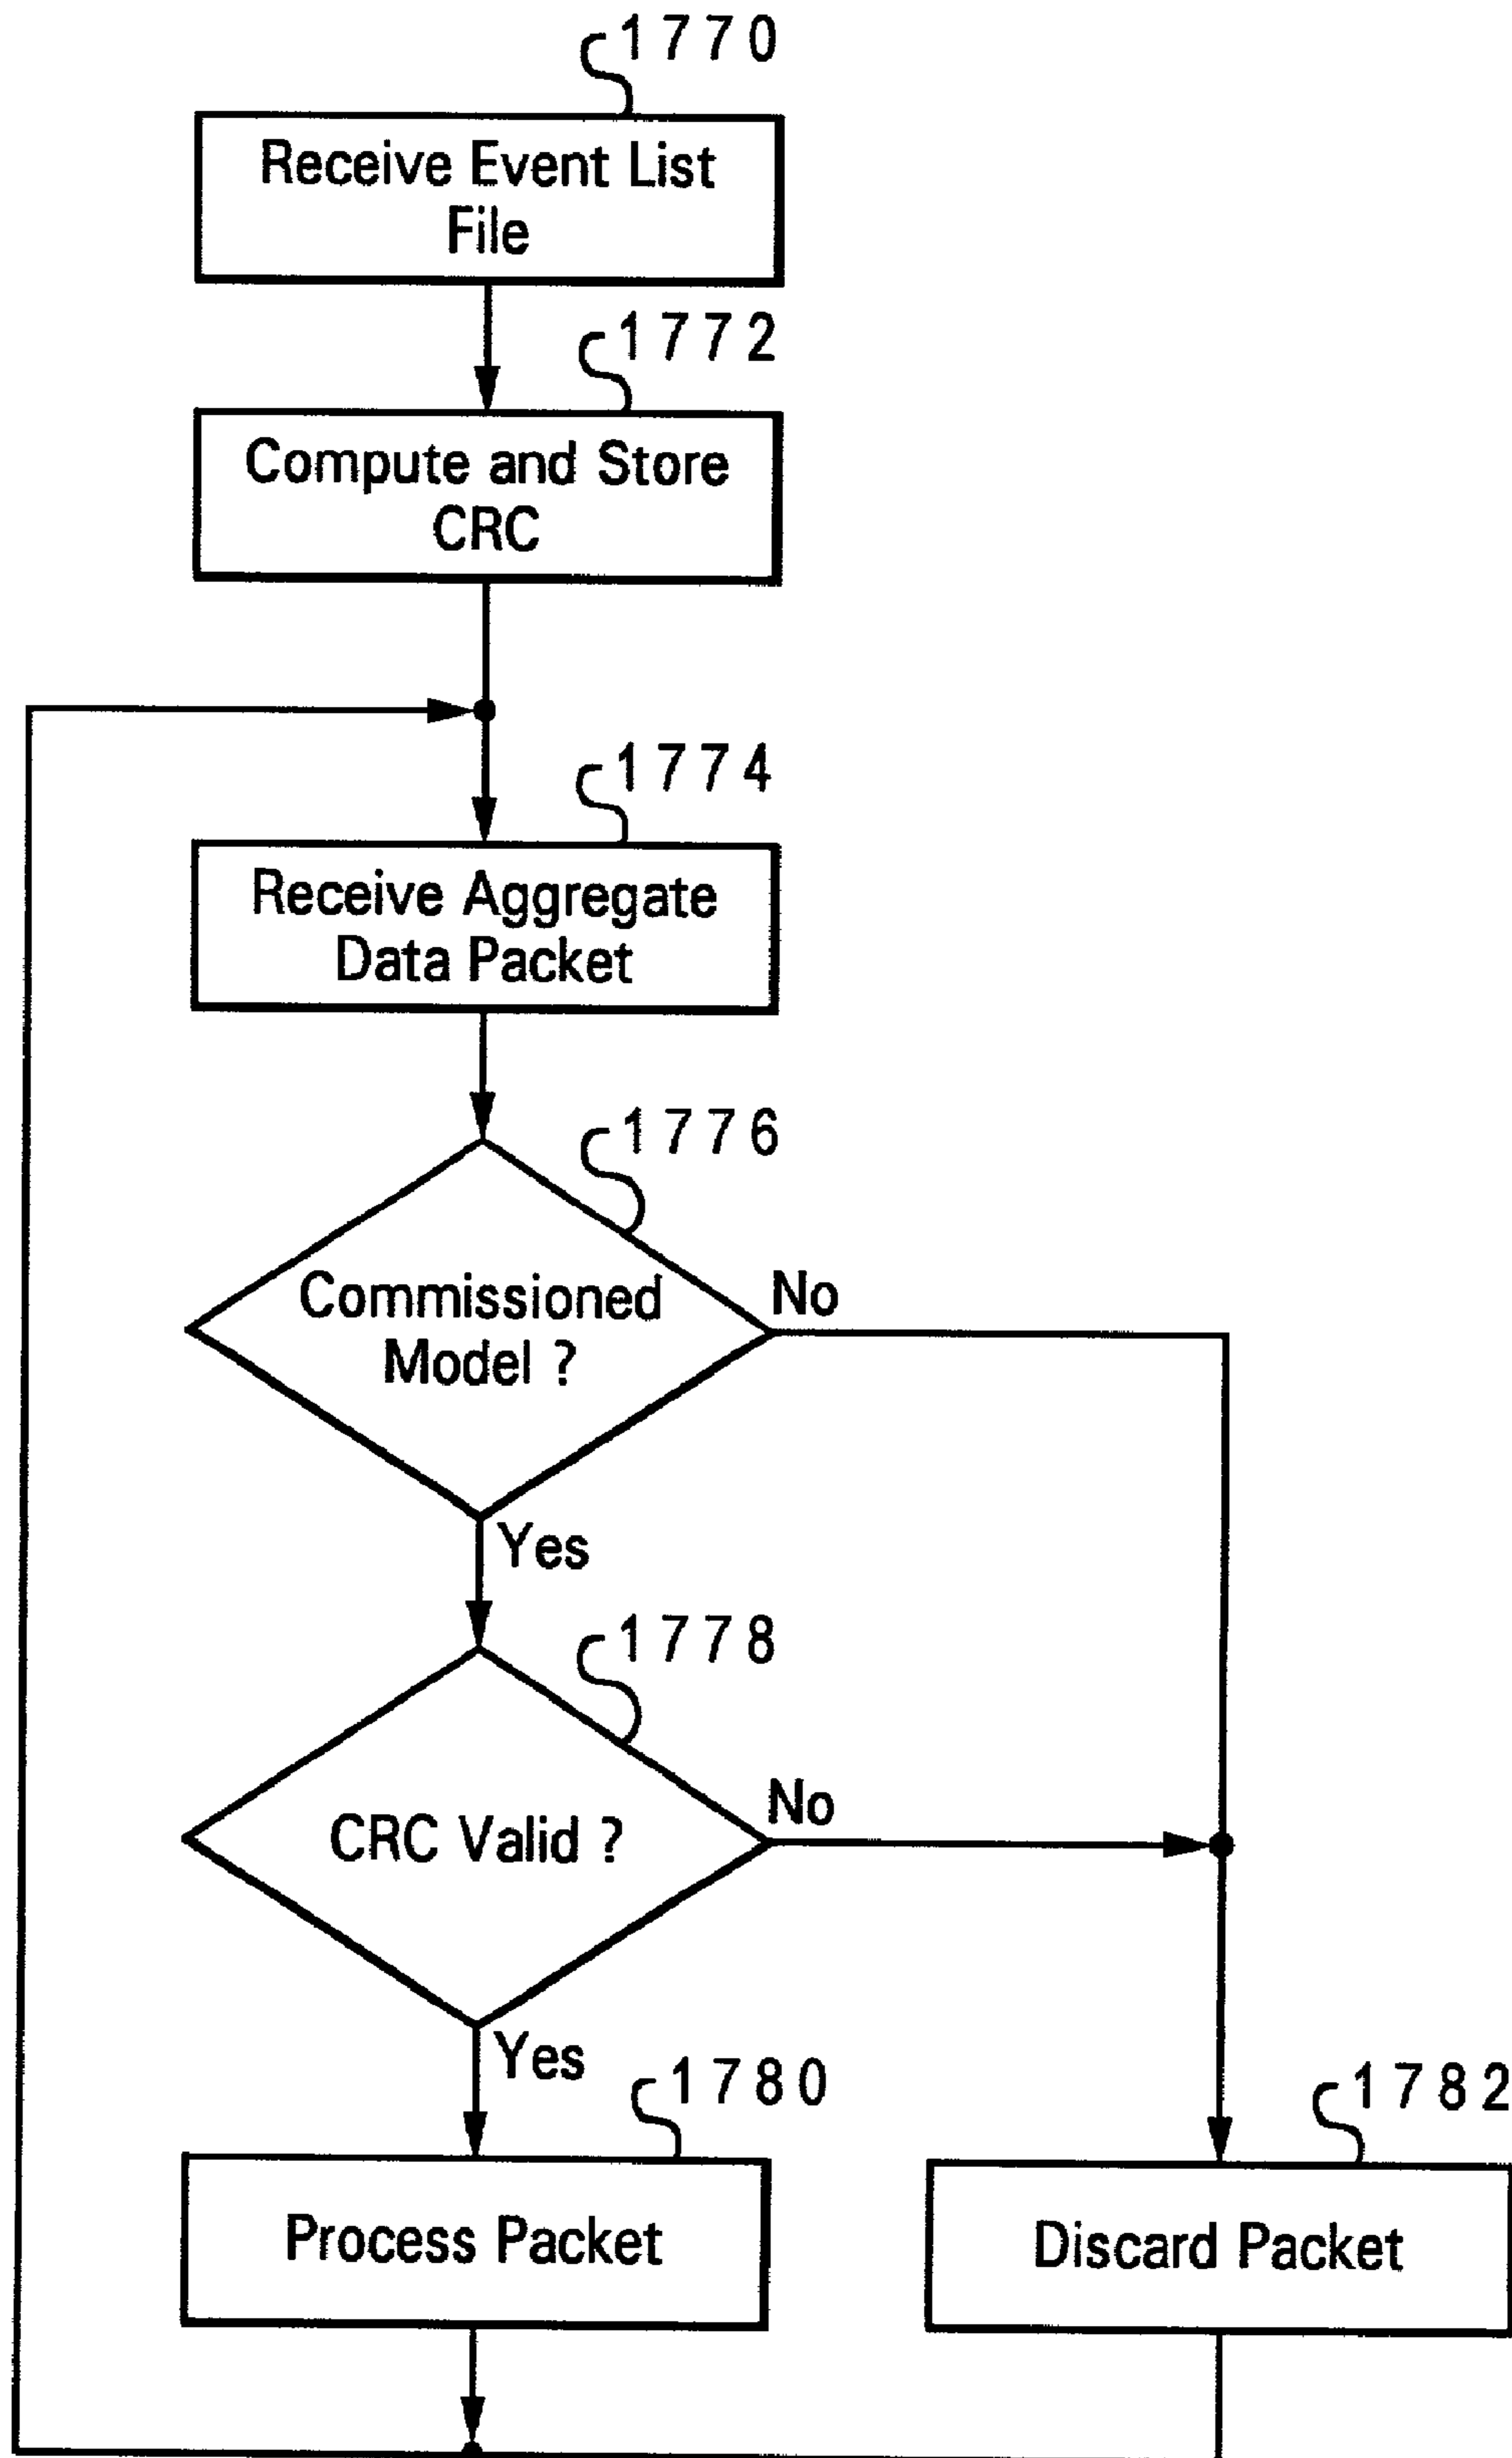 1770
Receive Event List
File
1772
Compute and Store
CRC
1774
Receive Aggregate
Data Packet
1776
Commissioned
Model ?
No
Yes
1778
CRC Valid ?
No
Yes
1780
Process Packet
1782
Discard Packet